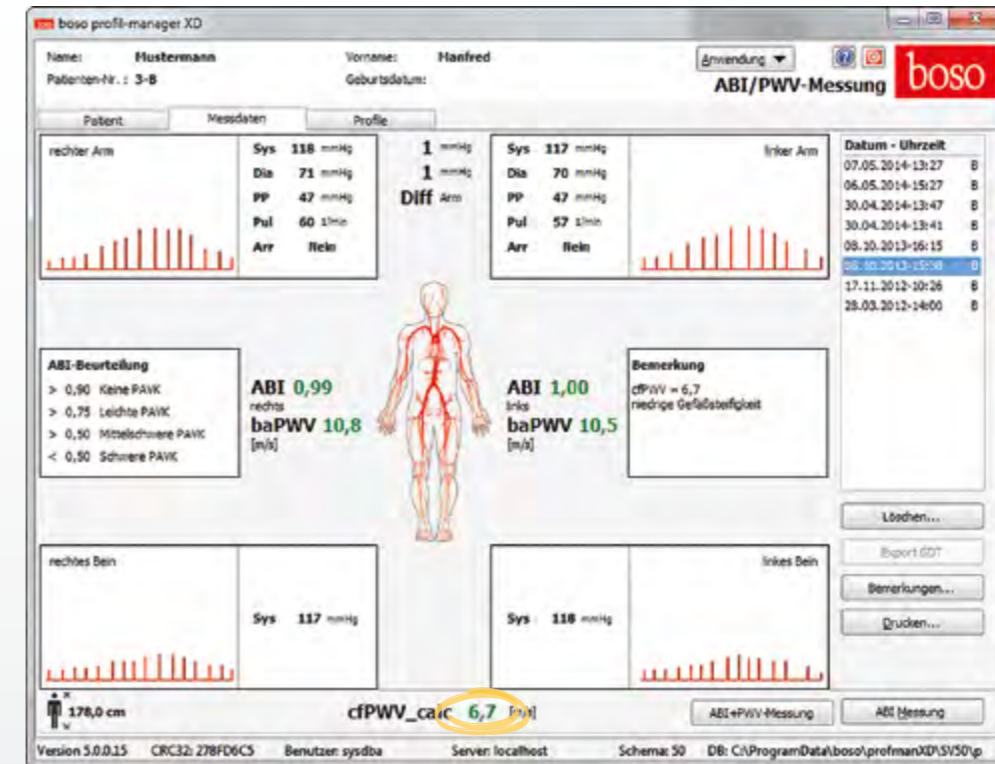 boso boso profil-manager XD
Name: Mustermann Vorname: Manfred
Patienten-Nr.: 3-B Geburtsdatum:
Anwendung
ABI/PWV-Messung
boso
Patient Messdaten Profile
rechter Arm
Sys 118 mmHg
Dia 71 mmHg
PP 47 mmHg
Pul 60 1/min
Arr Nein
1 mmHg
1 mmHg
Diff Arm
Sys 117 mmHg
Dia 70 mmHg
PP 47 mmHg
Pul 57 1/min
Arr Nein
linker Arm
Datum - Uhrzeit
07.05.2014-13:27 B
06.05.2014-15:27 B
30.04.2014-13:47 B
30.04.2014-13:41 B
08.10.2013-16:15 B
17.11.2012-10:26 B
28.03.2012-14:00 B
ABI-Beurteilung
> 0,90 Keine PAVK
> 0,75 Leichte PAVK
> 0,50 Mittelschwere PAVK
< 0,50 Schwere PAVK
ABI 0,99
rechts
baPWV 10,8
[m/s]
ABI 1,00
links
baPWV 10,5
[m/s]
Bemerkung
cfPWV = 6,7
niedrige Gefäßsteifigkeit
Löschen...
Export GDT
Bemerkungen...
Drucken...
rechtes Bein
Sys 117 mmHg
Sys 118 mmHg
linkes Bein
178,0 cm
cfPWV_calc 6,7 [m/s]
ABI+PWV-Messung
ABI Messung
Version 5.0.0.15 CRC32: 278FD6C5 Benutzer: sysdba Server: localhost Schema: 50 DB: C:\ProgramData\boso\profmanXD\SV50\p